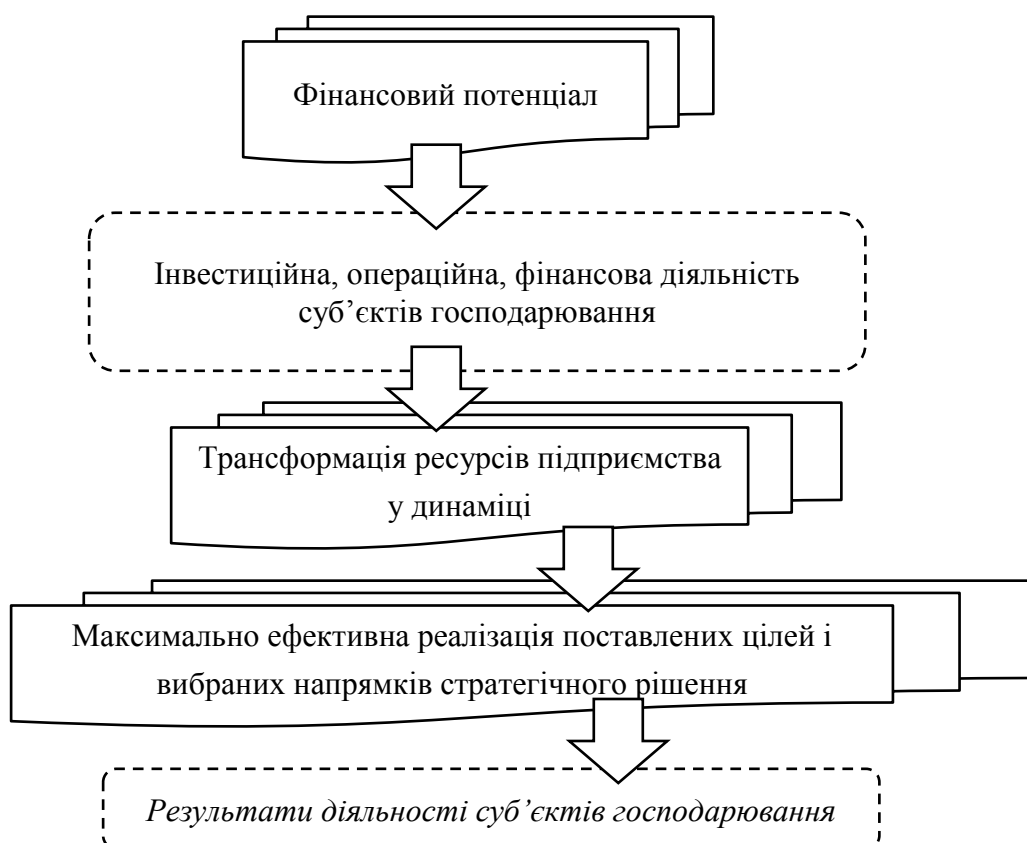 Фінансовий потенціал
Інвестиційна, операційна, фінансова діяльність
суб’єктів господарювання
Трансформація ресурсів підприємства
у динаміці
Максимально ефективна реалізація поставлених цілей і
вибраних напрямків стратегічного рішення
Результати діяльності суб’єктів господарювання